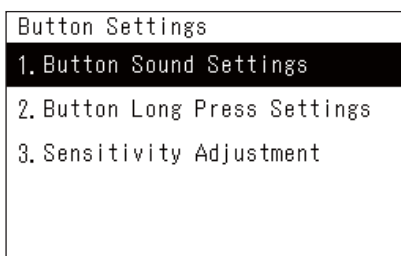 Button Settings
1. Button Sound Settings
2. Button Long Press Settings
3. Sensitivity Adjustment